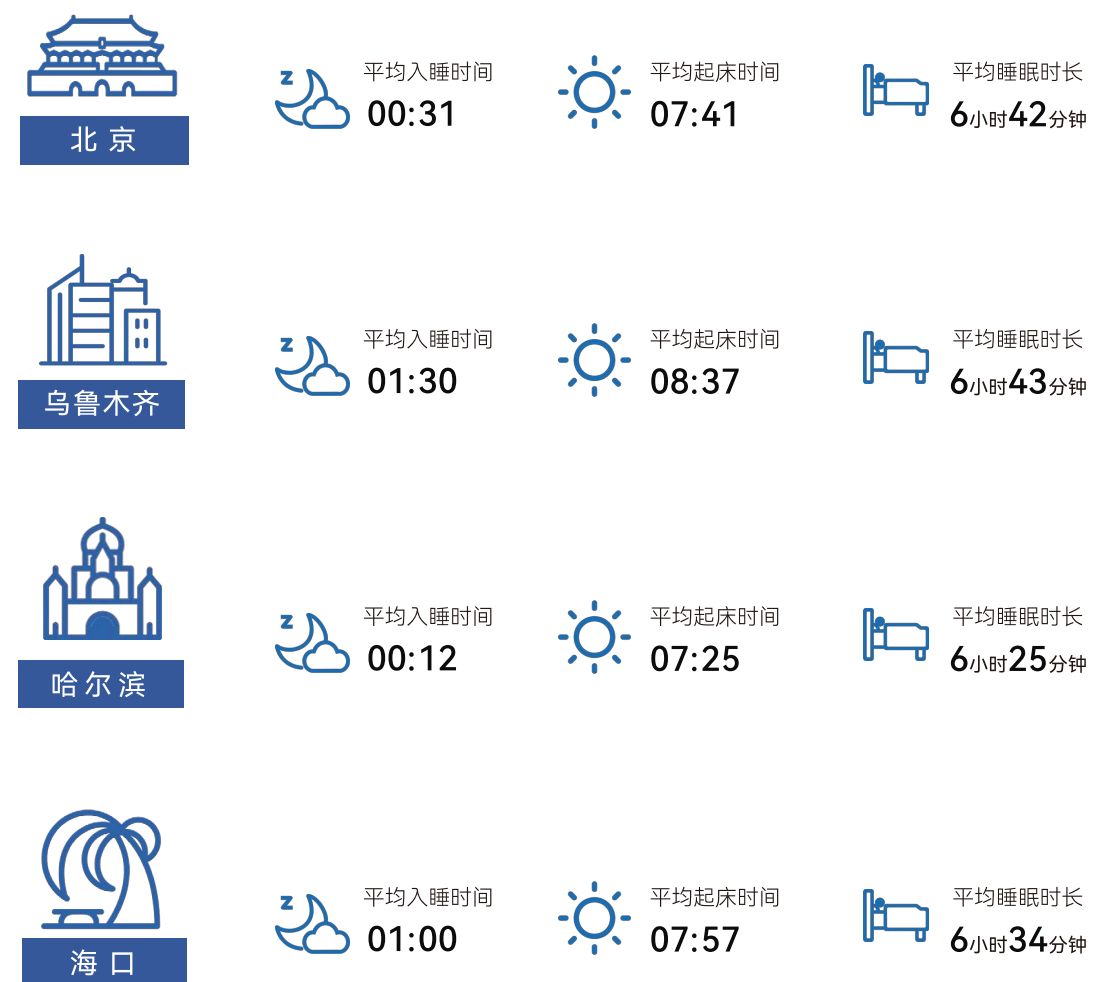 平均入睡时间 平均起床时间 平均睡眠时长
z
00:31 07:41 6小时42分钟
北京
平均入睡时间 平均起床时间 平均睡眠时长
z
01:30 08:37 6小时43分钟
乌鲁木齐
平均入睡时间 平均起床时间 平均睡眠时长
z
00:12 07:25 6小时25分钟
哈尔滨
平均入睡时间 平均起床时间 平均睡眠时长
z
01:00 07:57 6小时34分钟
海口